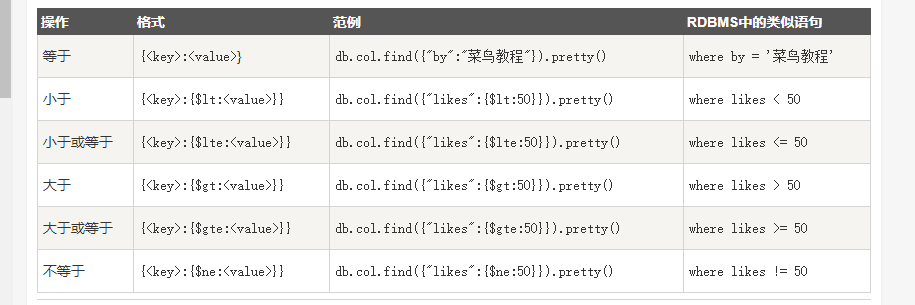 操作 格式 范例 RDBMS中的类似语句
等于 {<key>:<value>} db.col.find({"by":"菜鸟教程"}).pretty() where by = '菜鸟教程'
小于 {<key>:{$lt:<value>}} db.col.find({"likes":{$lt:50}}).pretty() where likes < 50
小于或等于 {<key>:{$lte:<value>}} db.col.find({"likes":{$lte:50}}).pretty() where likes <= 50
大于 {<key>:{$gt:<value>}} db.col.find({"likes":{$gt:50}}).pretty() where likes > 50
大于或等于 {<key>:{$gte:<value>}} db.col.find({"likes":{$gte:50}}).pretty() where likes >= 50
不等于 {<key>:{$ne:<value>}} db.col.find({"likes":{$ne:50}}).pretty() where likes != 50